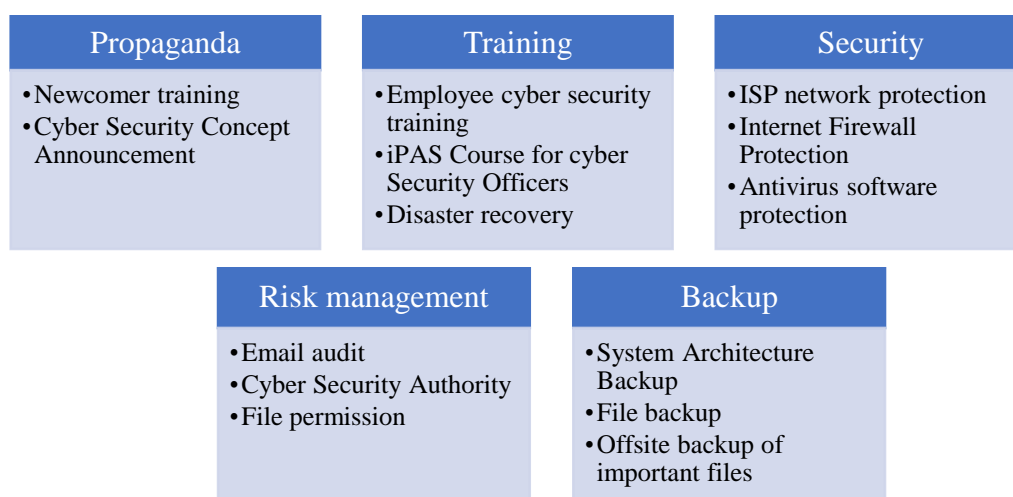 Propaganda
•Newcomer training
•Cyber Security Concept
Announcement
Training
•Employee cyber security
training
•iPAS Course for cyber
Security Officers
•Disaster recovery
Security
•ISP network protection
•Internet Firewall
Protection
•Antivirus software
protection
Risk management
•Email audit
•Cyber Security Authority
•File permission
Backup
•System Architecture
Backup
•File backup
•Offsite backup of
important files